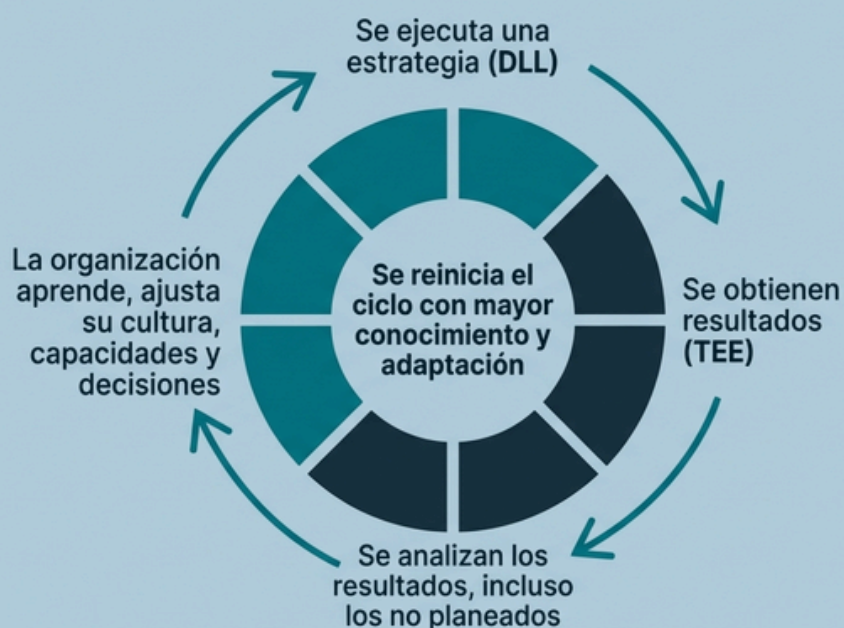 Se ejecuta una
estrategia (DLL)
Se obtienen
resultados
(TEE)
Se analizan los
resultados, incluso
los no planeados
La organización
aprende, ajusta
su cultura,
capacidades y
decisiones
Se reinicia el
ciclo con mayor
conocimiento y
adaptación